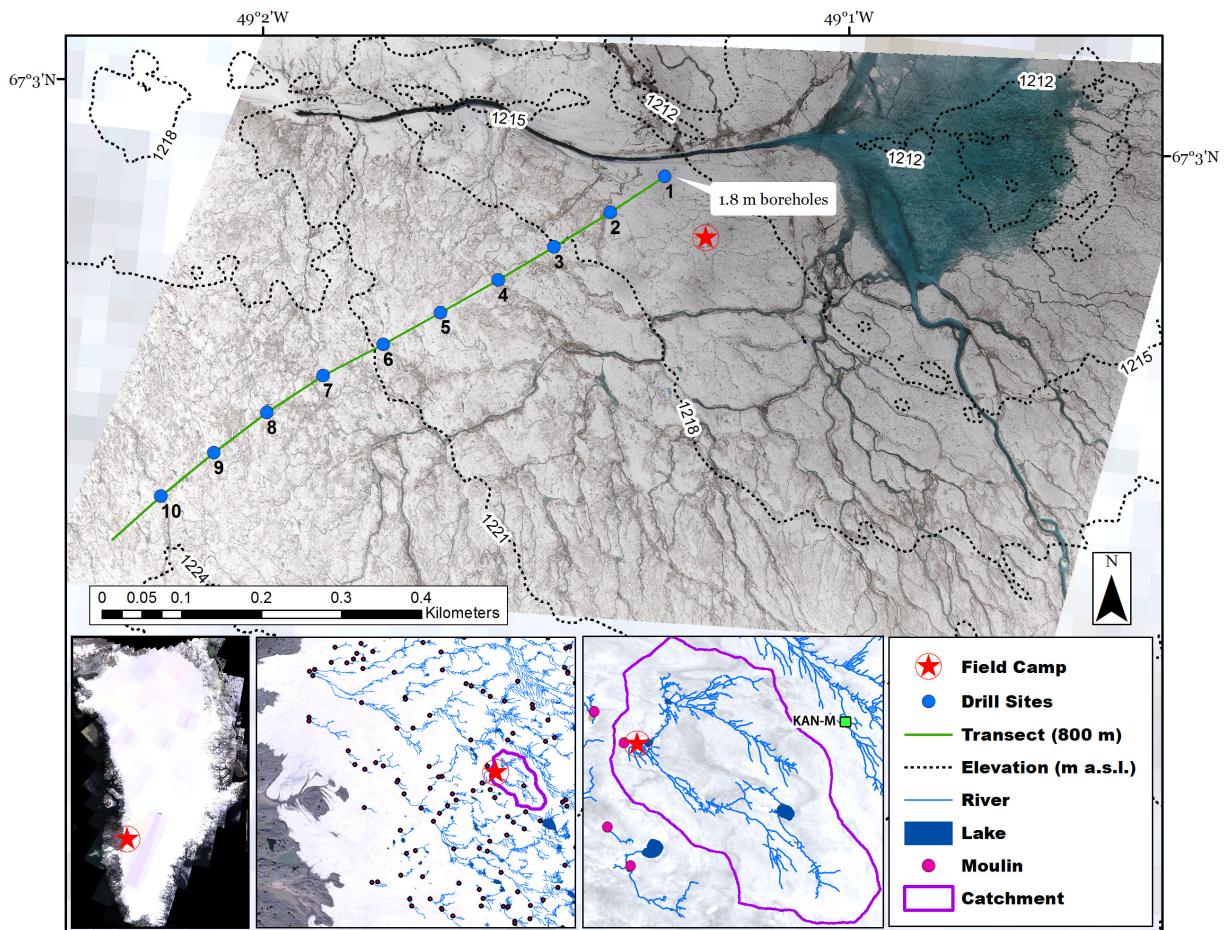 49°2'W
49°1'W
67°3'N
67°3'N
1218
1215
1212
1212
1212
1
1.8 m boreholes
2
3
4
5
6
7
8
9
10
1218
1215
1221
1224
0 0.05 0.1 0.2 0.3 0.4
Kilometers
N
KAN-M
Field Camp
Drill Sites
Transect (800 m)
Elevation (m a.s.l.)
River
Lake
Moulin
Catchment